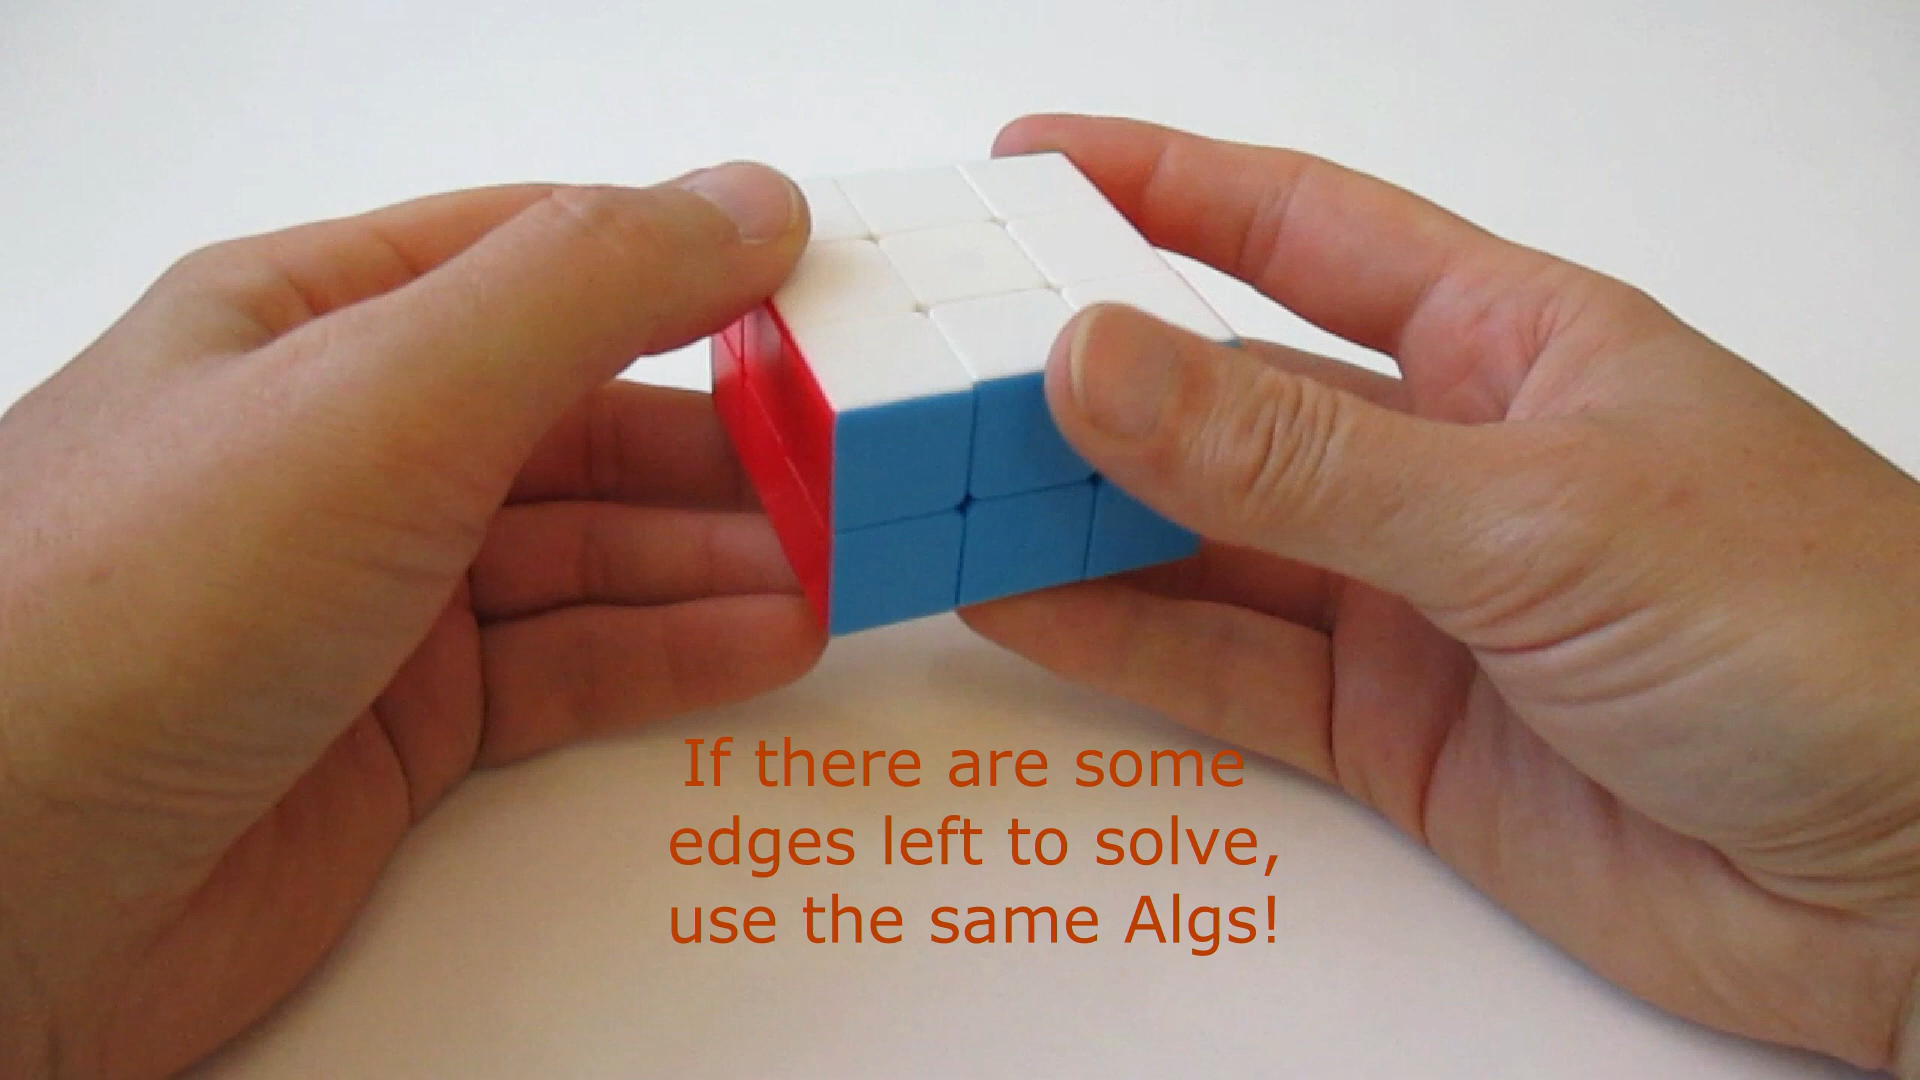 If there are some
edges left to solve,
use the same Algs!